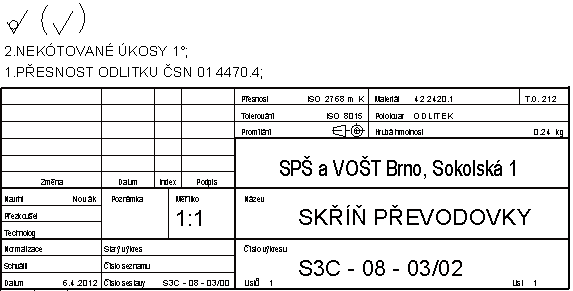 2.NEKÓTOVANÉ ÚKOSY 1°;
1.PŘESNOST ODLITKU ČSN 01 4470.4;
Přesnost ISO 2768 m K Materiál 42 2420.1 T.O. 212
Tolerování ISO 8015 Polotovar ODLITEK
Promítání Hrubá hmotnost 0.24 kg
SPŠ a VOŠT Brno, Sokolská 1
Změna Datum Index Podpis
Navrhl Novák Poznámka Měřítko Název
Přezkoušel 1:1 SKŘÍŇ PŘEVODOVKY
Technolog
Normalizace Starý výkres Číslo výkresu
Schválil Číslo seznamu S3C - 08 - 03/02
Datum 6.4.2012 Číslo sestavy S3C - 08 - 03/00 Listů 1 List 1